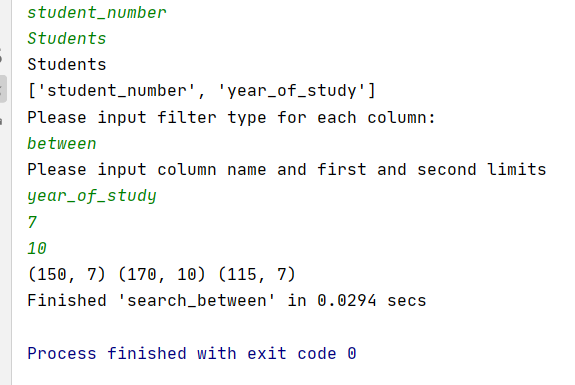 student_number
Students
Students
['student_number', 'year_of_study']
Please input filter type for each column:
between
Please input column name and first and second limits
year_of_study
7
10
(150, 7) (170, 10) (115, 7)
Finished 'search_between' in 0.0294 secs
Process finished with exit code 0